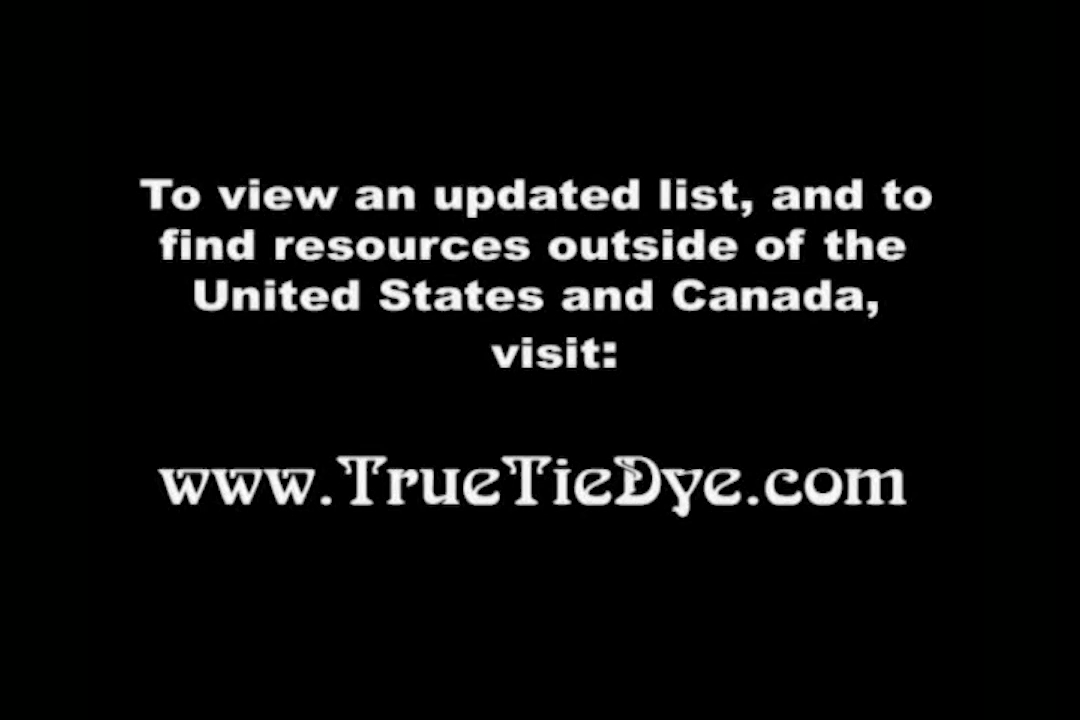 To view an updated list, and to
find resources outside of the
United States and Canada,
visit:
www.TrueTieDye.com